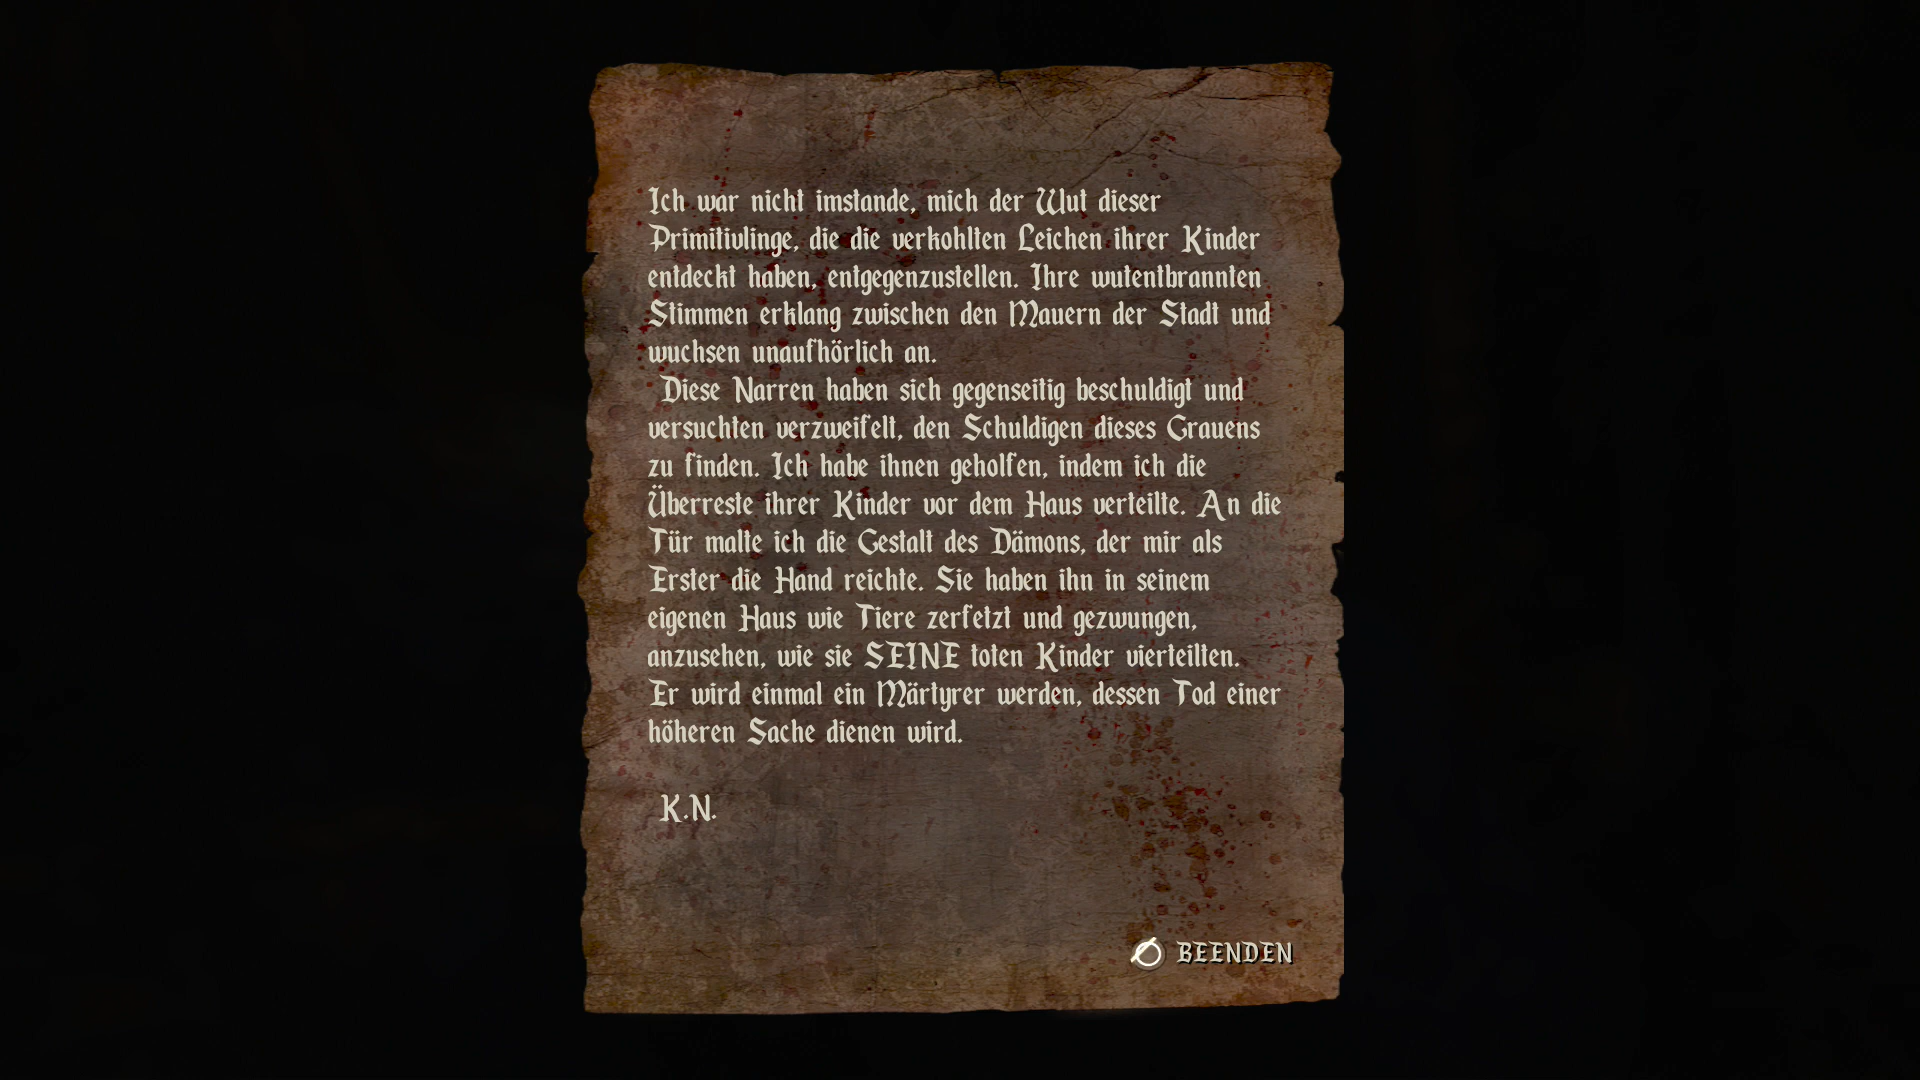 Ich war nicht imstande, mich der Wut dieser
Primitivlinge, die die verkohlten Leichen ihrer Kinder
entdeckt haben, entgegenzustellen. Ihre wutentbrannten
Stimmen erklang zwischen den Mauern der Stadt und
wuchsen unaufhörlich an.
Diese Narren haben sich gegenseitig beschuldigt und
versuchten verzweifelt, den Schuldigen dieses Grauens
zu finden. Ich habe ihnen geholfen, indem ich die
Überreste ihrer Kinder vor dem Haus verteilte. An die
Tür malte ich die Gestalt des Dämons, der mir als
Erster die Hand reichte. Sie haben ihn in seinem
eigenen Haus wie Tiere zerfetzt und gezwungen,
anzusehen, wie sie SEINE toten Kinder vierteilten.
Er wird einmal ein Märtyrer werden, dessen Tod einer
höheren Sache dienen wird.
K.N.
BEENDEN